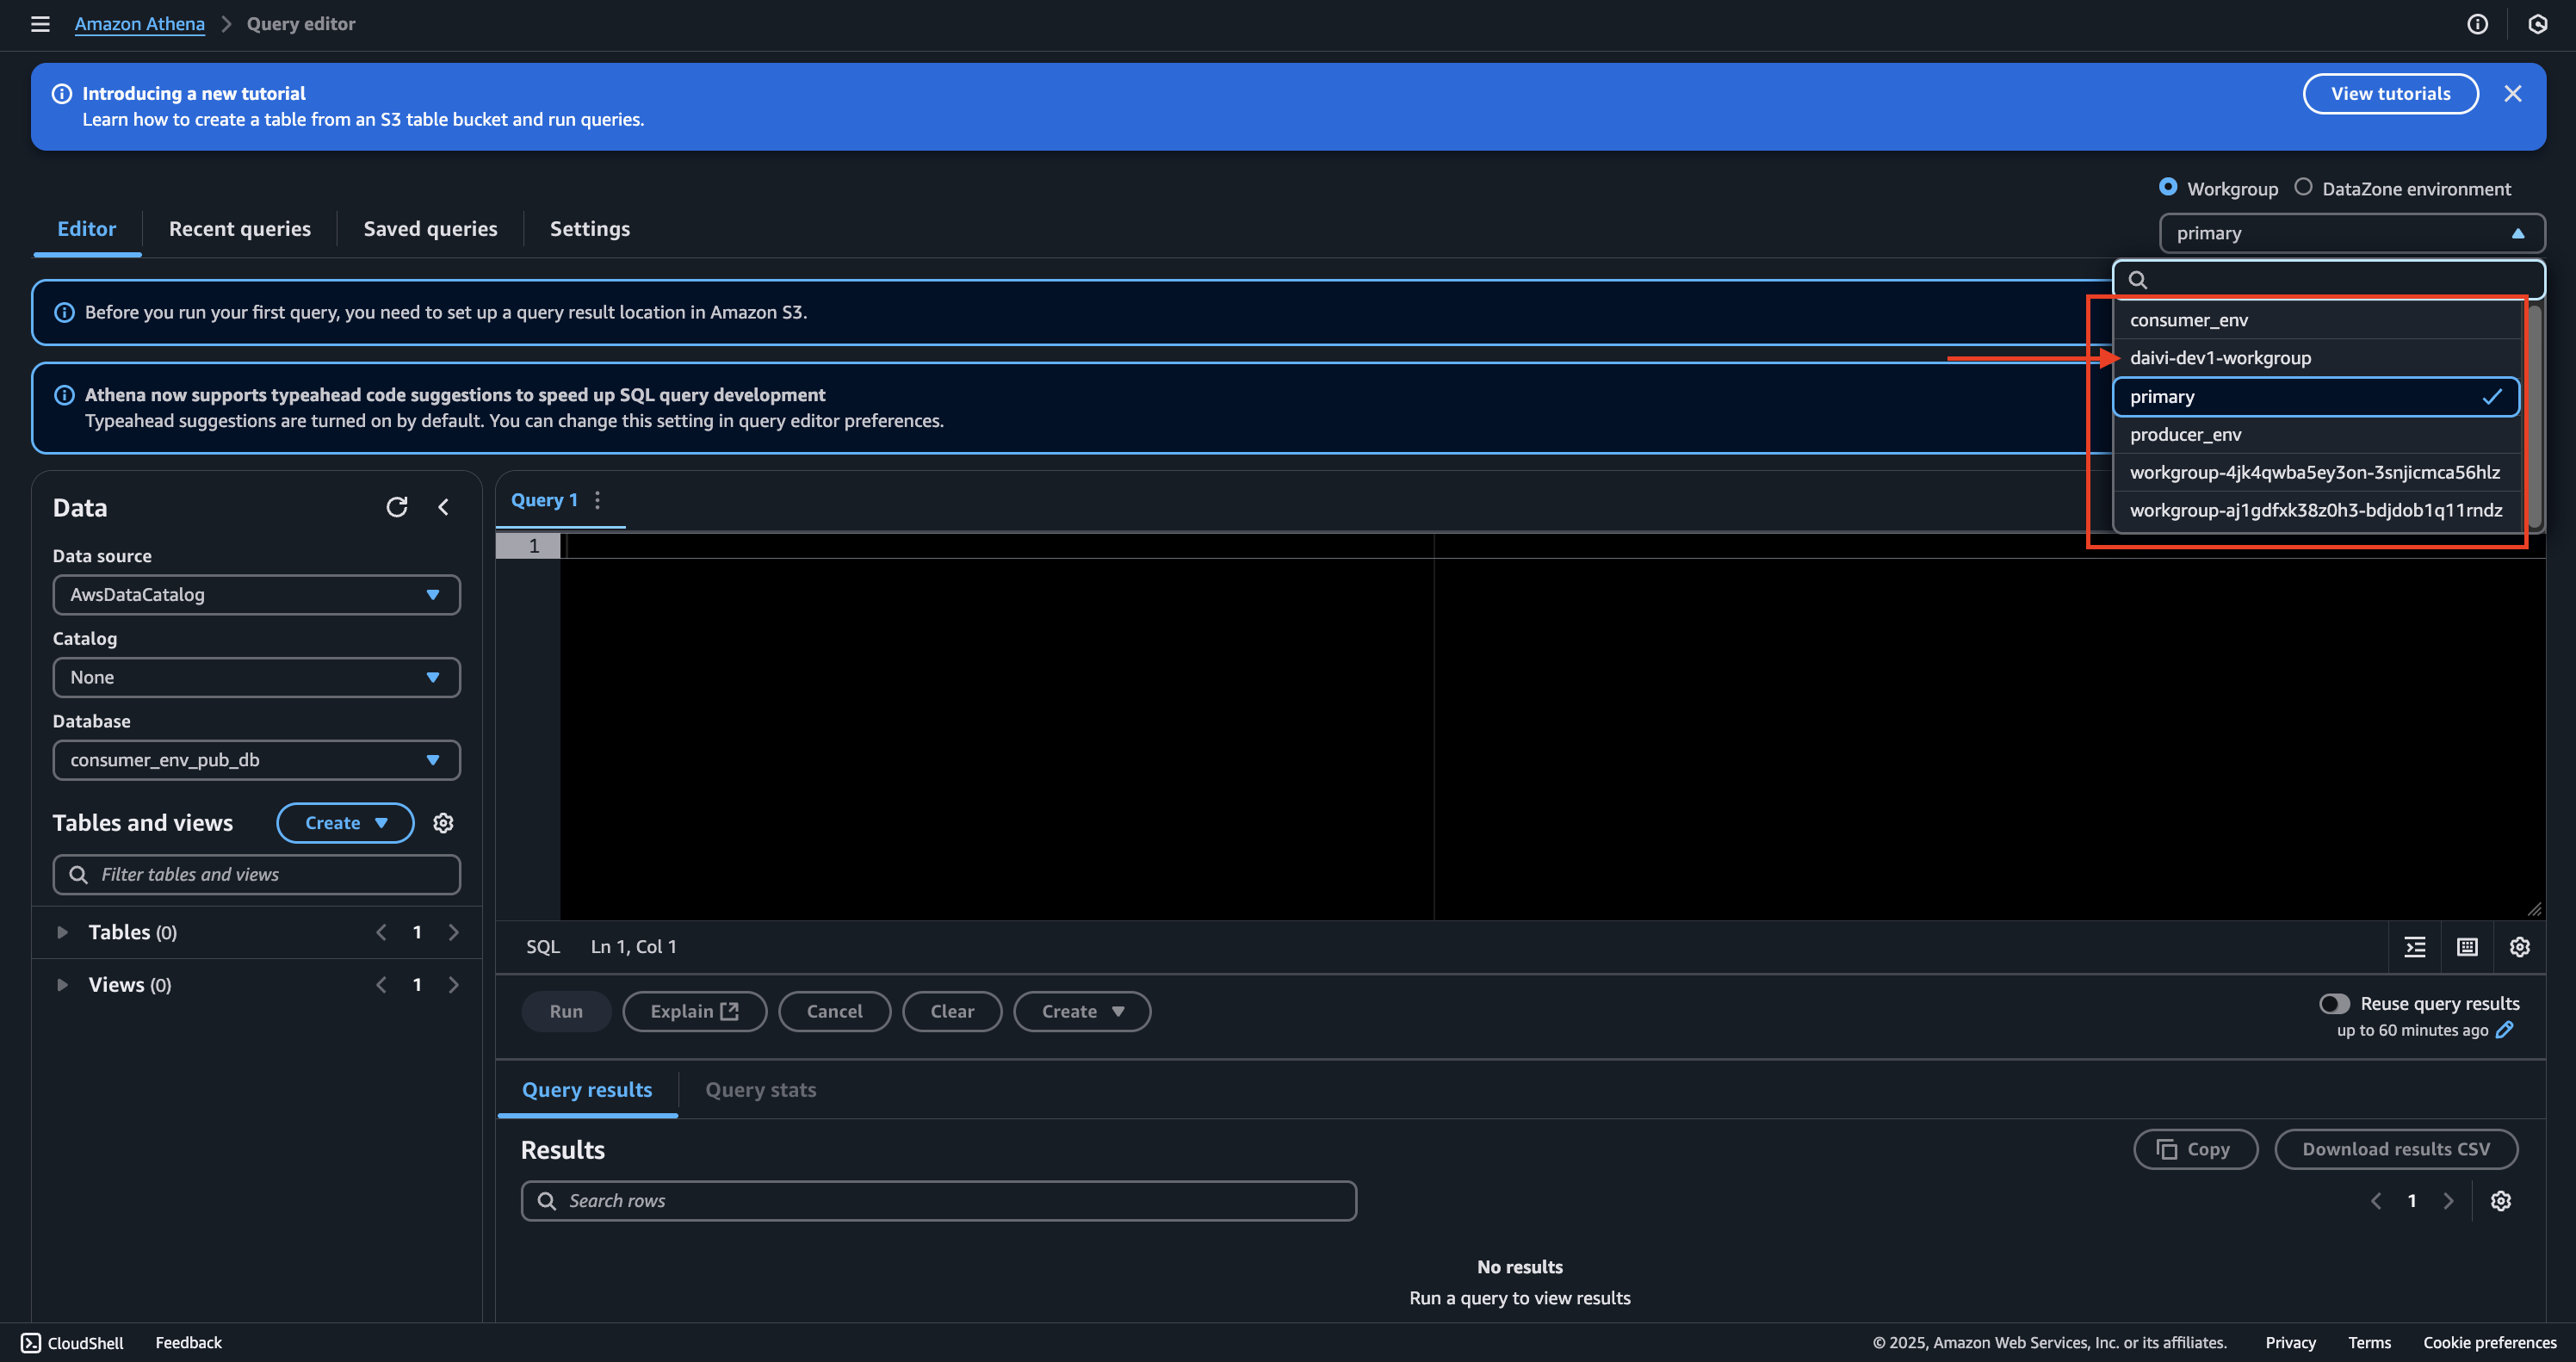 Amazon Athena > Query editor
Introducing a new tutorial
Learn how to create a table from an S3 table bucket and run queries.
View tutorials
Workgroup DataZone environment
Editor Recent queries Saved queries Settings
primary
Before you run your first query, you need to set up a query result location in Amazon S3.
Athena now supports typeahead code suggestions to speed up SQL query development
Typeahead suggestions are turned on by default. You can change this setting in query editor preferences.
consumer_env
daivi-dev1-workgroup
primary
producer_env
workgroup-4jk4qwba5ey3on-3snjicmca56hlz
workgroup-aj1gdfxk38z0h3-bdjdob1q11rndz
Data
Data source
AwsDataCatalog
Catalog
None
Database
consumer_env_pub_db
Tables and views Create
Filter tables and views
Tables (0) 1
Views (0) 1
Query 1
1
SQL Ln 1, Col 1
Run Explain Cancel Clear Create
Reuse query results
up to 60 minutes ago
Query results Query stats
Results
Copy Download results CSV
Search rows
1
No results
Run a query to view results
CloudShell Feedback © 2025, Amazon Web Services, Inc. or its affiliates. Privacy Terms Cookie preferences